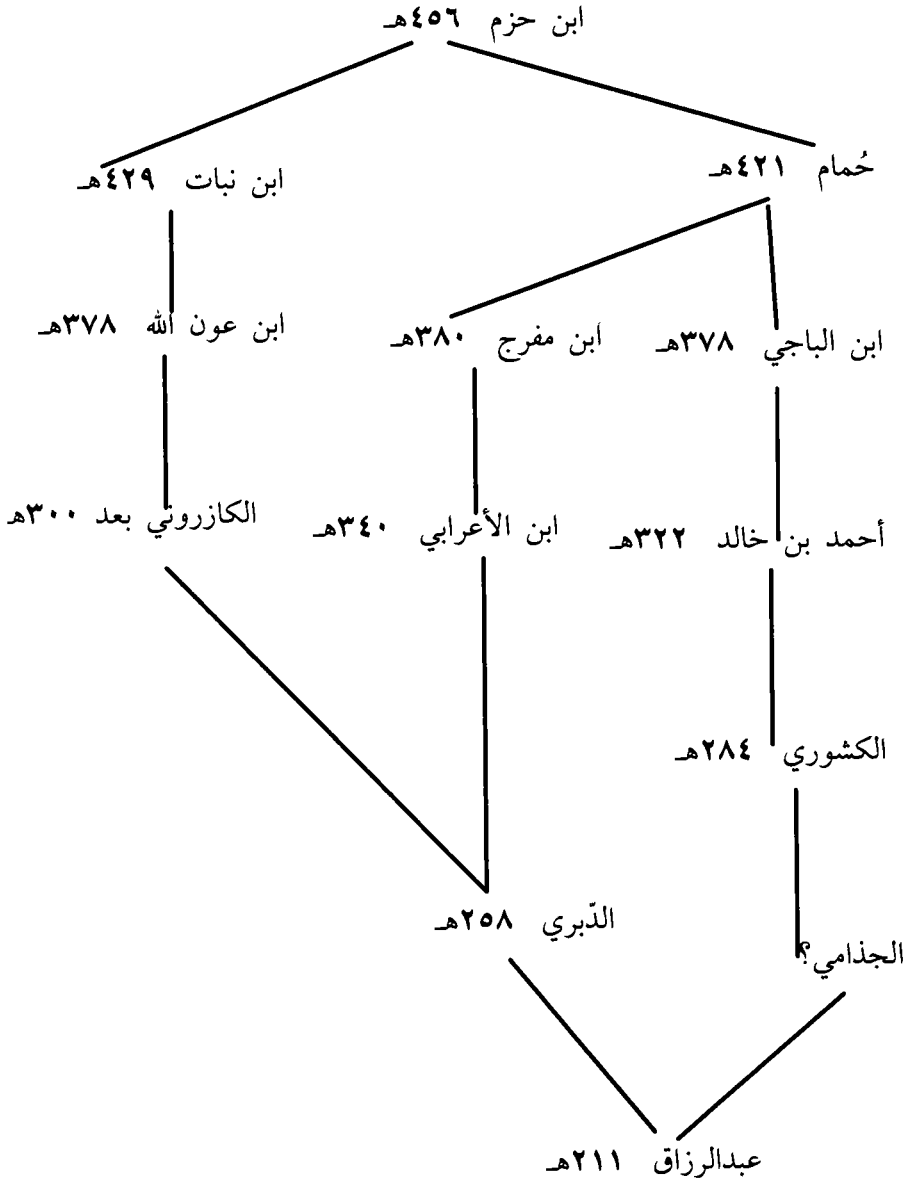 ابن حزم ٤٥٦هـ
حُمام ٤٢١هـ
ابن نبات ٤٢٩هـ
ابن الباجي ٣٧٨هـ
ابن مفرج ٣٨٠هـ
ابن عون الله ٣٧٨هـ
أحمد بن خالد ٣٢٢هـ
ابن الأعرابي ٣٤٠هـ
الكازروني بعد ٣٠٠هـ
الكشوري ٢٨٤هـ
الدّبري ٢٥٨هـ
الجذامي؟
عبدالرزاق ٢١١هـ